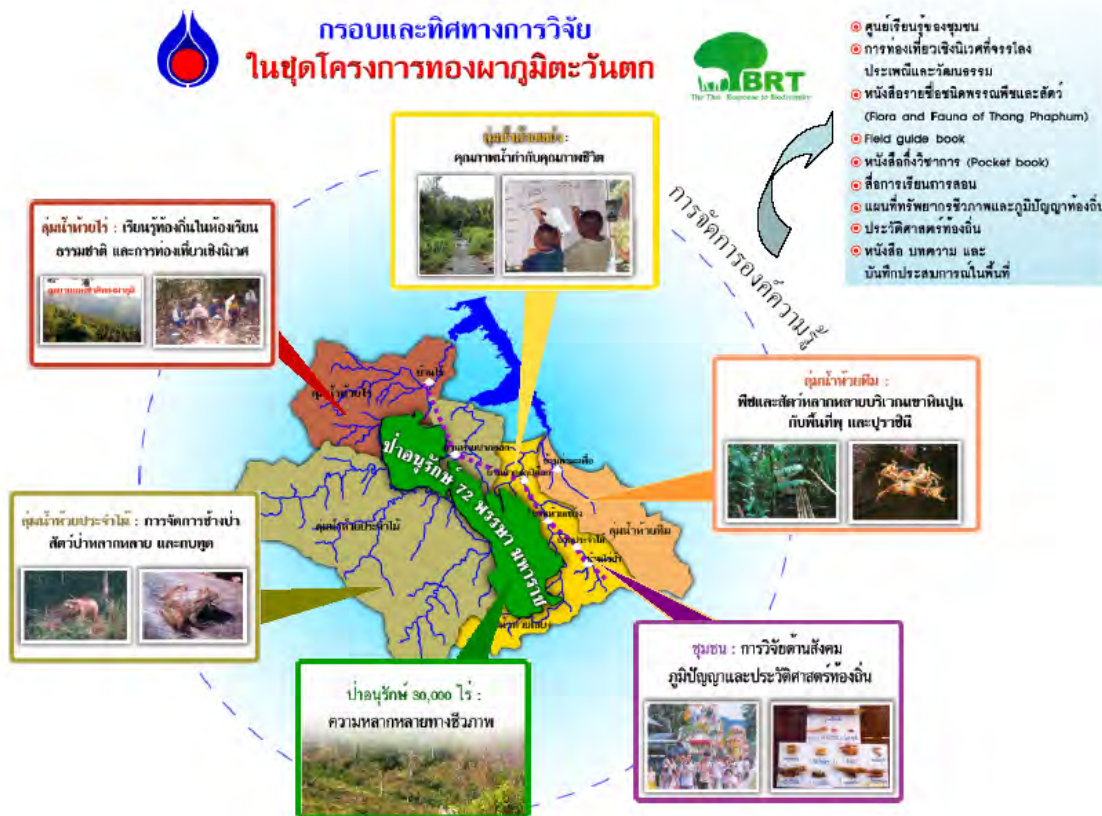 กรอบและทิศทางการวิจัย
ในชุดโครงการทองผาภูมิตะวันตก
BRT
ศูนย์เรียนรู้ของชุมชน
การท่องเที่ยวเชิงนิเวศที่จรรโลง
ประเพณีและวัฒนธรรม
หนังสือรายชื่อชนิดพรรณพืชและสัตว์
(Flora and Fauna of Thong Phaphum)
Field guide book
หนังสือกึ่งวิชาการ (Pocket book)
สื่อการเรียนการสอน
แผนที่ทรัพยากรชีวภาพและภูมิปัญญาท้องถิ่น
ประวัติศาสตร์ท้องถิ่น
หนังสือ บทความ และ
บันทึกประสบการณ์ในพื้นที่
การจัดการองค์ความรู้
คุณภาพน้ำกำกับคุณภาพชีวิต
ลุ่มน้ำห้วยไร่ : เรียนรู้ท้องถิ่นในห้องเรียน
ธรรมชาติ และการท่องเที่ยวเชิงนิเวศ
ลุ่มน้ำห้วยทีม :
พืชและสัตว์หลากหลายบริเวณเขาหินปูน
กับพื้นที่พุ และปูราชินี
บ้านไร่
ลุ่มน้ำห้วยไร่
ลุ่มน้ำห้วยประจำไม้
ลุ่มน้ำห้วยทีม
ป่าอนุรักษ์ 72 พรรษา มหาราช
ลุ่มน้ำห้วยประจำไม้ : การจัดการช้างป่า
สัตว์ป่าหลากหลาย และกบทูด
ป่าอนุรักษ์ 30,000 ไร่ :
ความหลากหลายทางชีวภาพ
ชุมชน : การวิจัยด้านสังคม
ภูมิปัญญาและประวัติศาสตร์ท้องถิ่น